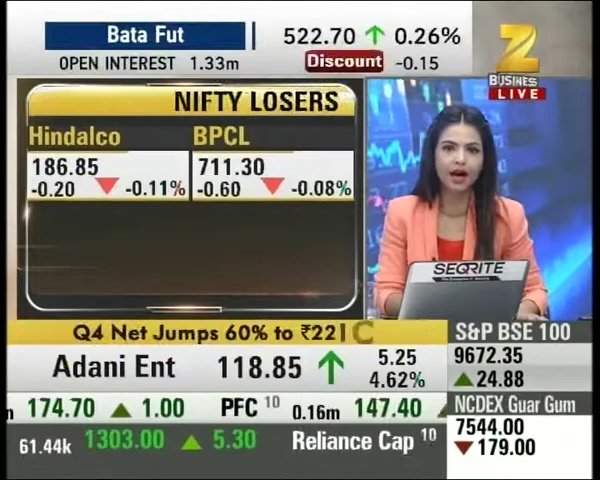 Bata Fut 522.70 0.26%
OPEN INTEREST 1.33m Discount -0.15
Z
BUSINESS
LIVE
NIFTY LOSERS
Hindalco BPCL
186.85 711.30
-0.20 -0.11% -0.60 -0.08%
SEQRITE
Q4 Net Jumps 60% to ₹22
Adani Ent 118.85 5.25
4.62%
S&P BSE 100
9672.35
24.88
174.70 1.00 PFC 10 0.16m 147.40
61.44k 1303.00 5.30 Reliance Cap 10
NCDEX Guar Gum
7544.00
179.00